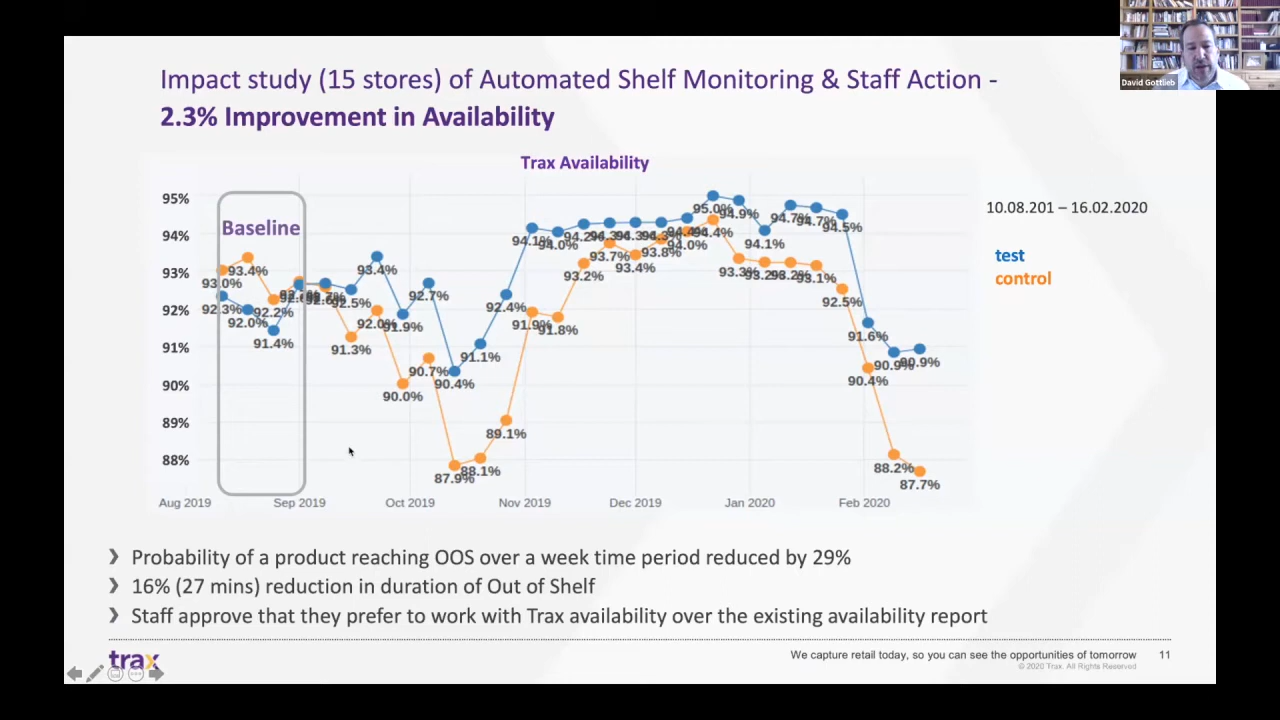 David Gottlieb
Impact study (15 stores) of Automated Shelf Monitoring & Staff Action -
2.3% Improvement in Availability
Trax Availability
95%
94%
93%
92%
91%
90%
89%
88%
Baseline
93.0%
93.4%
92.2%
92.3%
92.0%
91.4%
92.5%
91.3%
93.4%
92.0%
91.9%
90.0%
92.7%
90.7%
90.4%
87.9%
91.1%
88.1%
92.4%
89.1%
94.1%
91.9%
94.0%
91.8%
94.2%
93.2%
94.3%
93.7%
94.3%
93.4%
94.3%
93.8%
94.0%
95.0%
94.4%
94.9%
93.3%
94.1%
93.2%
94.7%
93.2%
94.7%
93.1%
94.5%
92.5%
91.6%
90.4%
90.9%
88.2%
90.9%
87.7%
Aug 2019
Sep 2019
Oct 2019
Nov 2019
Dec 2019
Jan 2020
Feb 2020
10.08.201 – 16.02.2020
test
control
❯ Probability of a product reaching OOS over a week time period reduced by 29%
❯ 16% (27 mins) reduction in duration of Out of Shelf
❯ Staff approve that they prefer to work with Trax availability over the existing availability report
trax
We capture retail today, so you can see the opportunities of tomorrow
11
© 2020 Trax. All Rights Reserved